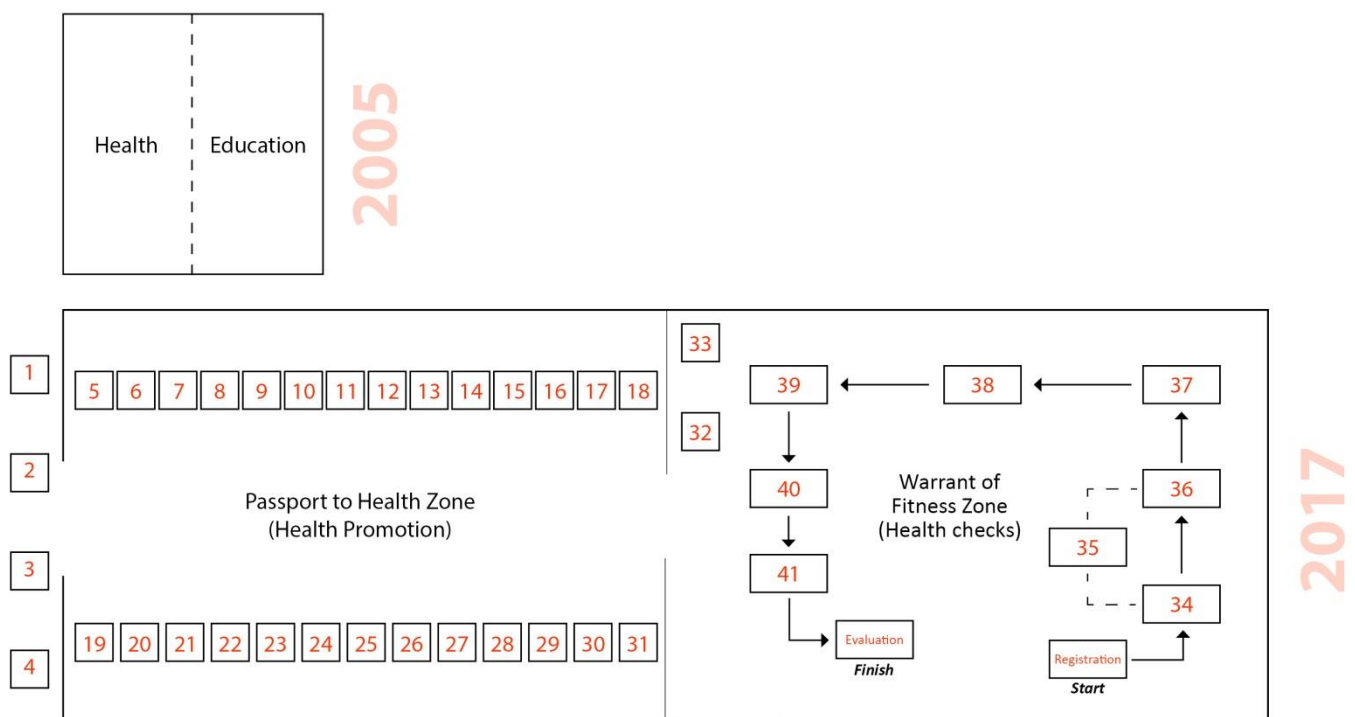 Health
Education
2005
1
2
3
4
5 6 7 8 9 10 11 12 13 14 15 16 17 18
Passport to Health Zone
(Health Promotion)
19 20 21 22 23 24 25 26 27 28 29 30 31
33
32
39
38
37
40
Warrant of
Fitness Zone
(Health checks)
36
35
41
34
Evaluation
Finish
Registration
Start
2017